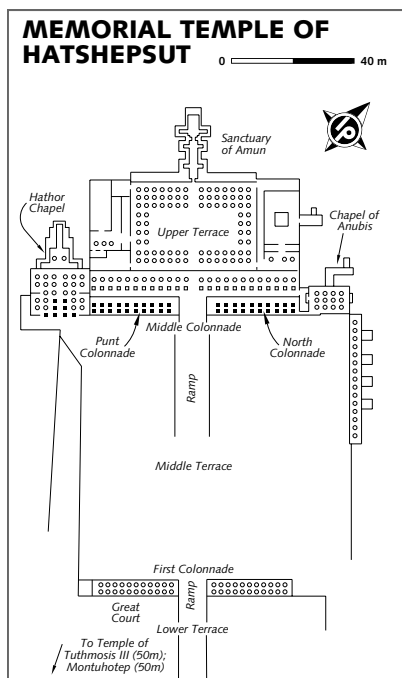 MEMORIAL TEMPLE OF
HATSHEPSUT
0 40 m
Sanctuary
of Amun
Hathor
Chapel
Chapel of
Anubis
Upper Terrace
Middle Colonnade
Punt
Colonnade
North
Colonnade
Ramp
Middle Terrace
First Colonnade
Ramp
Great
Court
Lower Terrace
To Temple of
Tuthmosis III (50m);
Montuhotep (50m)